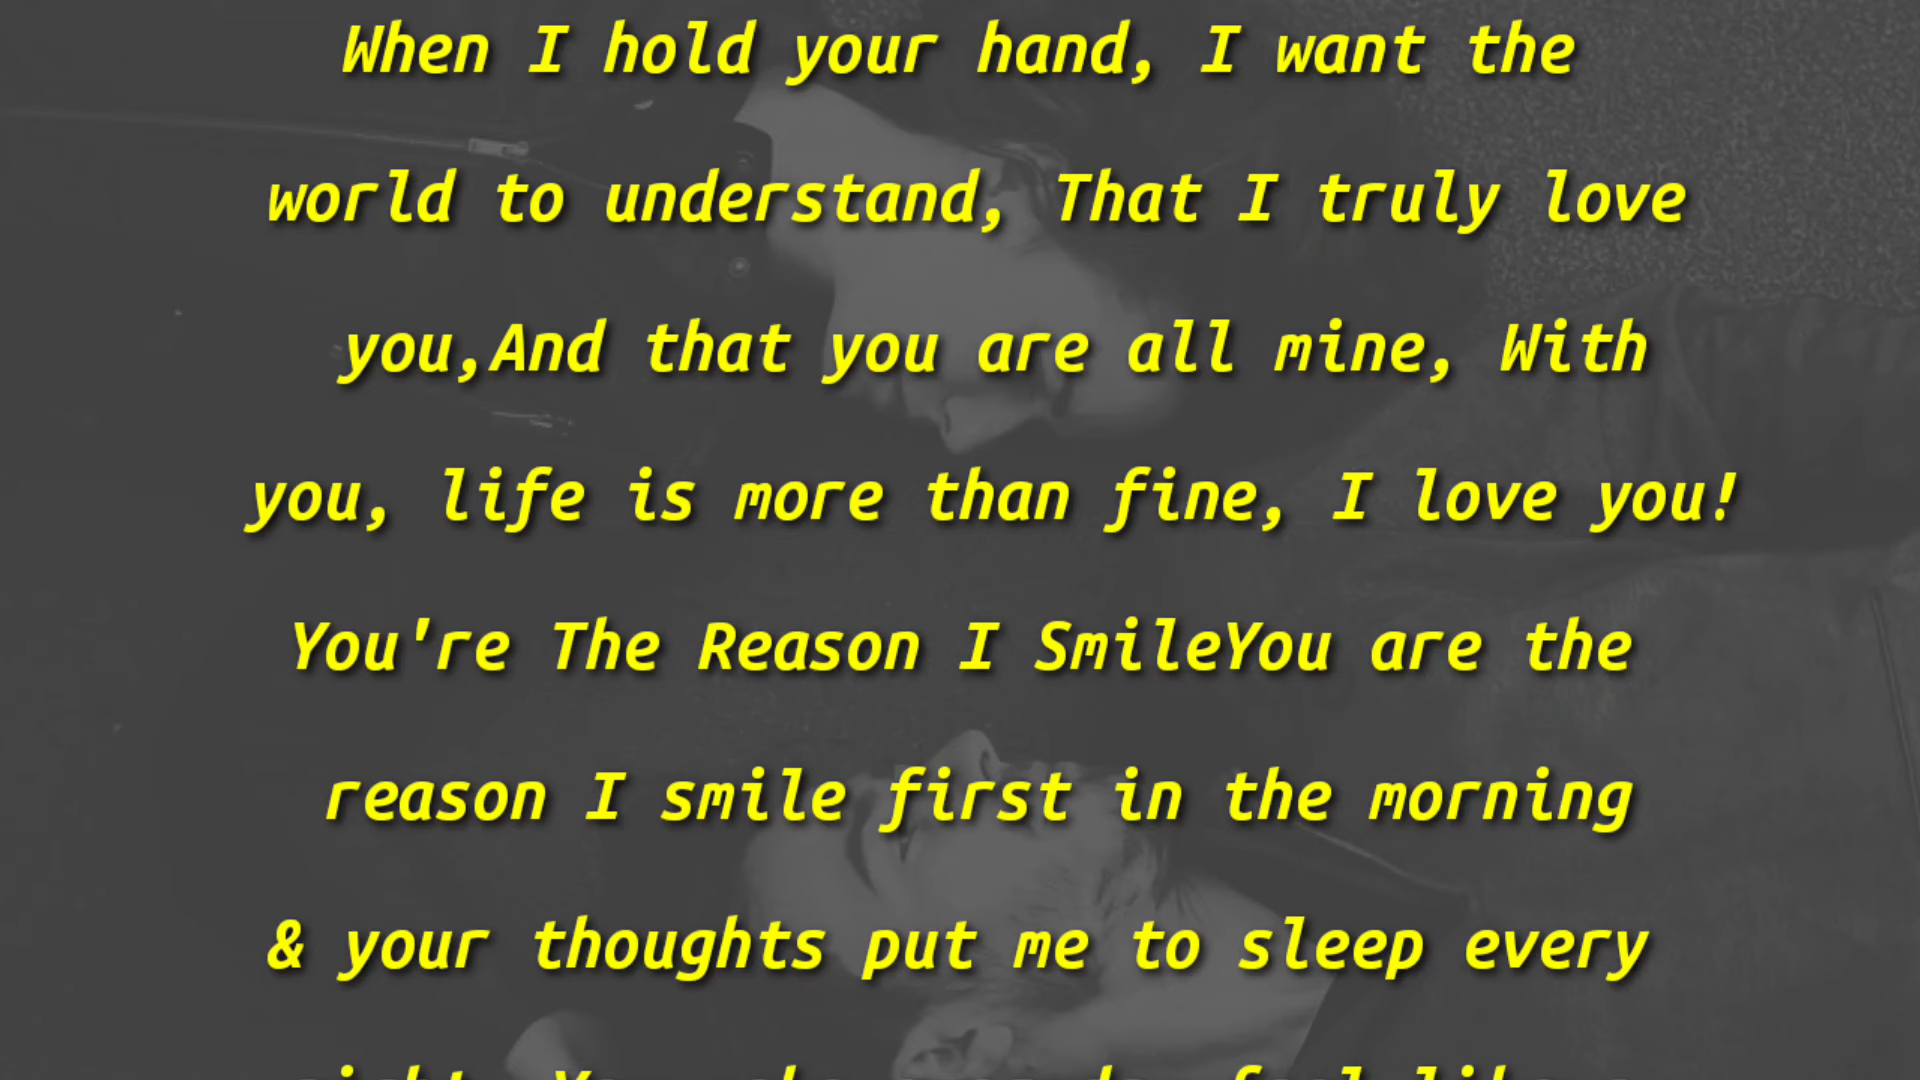 When I hold your hand, I want the
world to understand, That I truly love
you,And that you are all mine, With
you, life is more than fine, I love you!
You're The Reason I SmileYou are the
reason I smile first in the morning
& your thoughts put me to sleep every